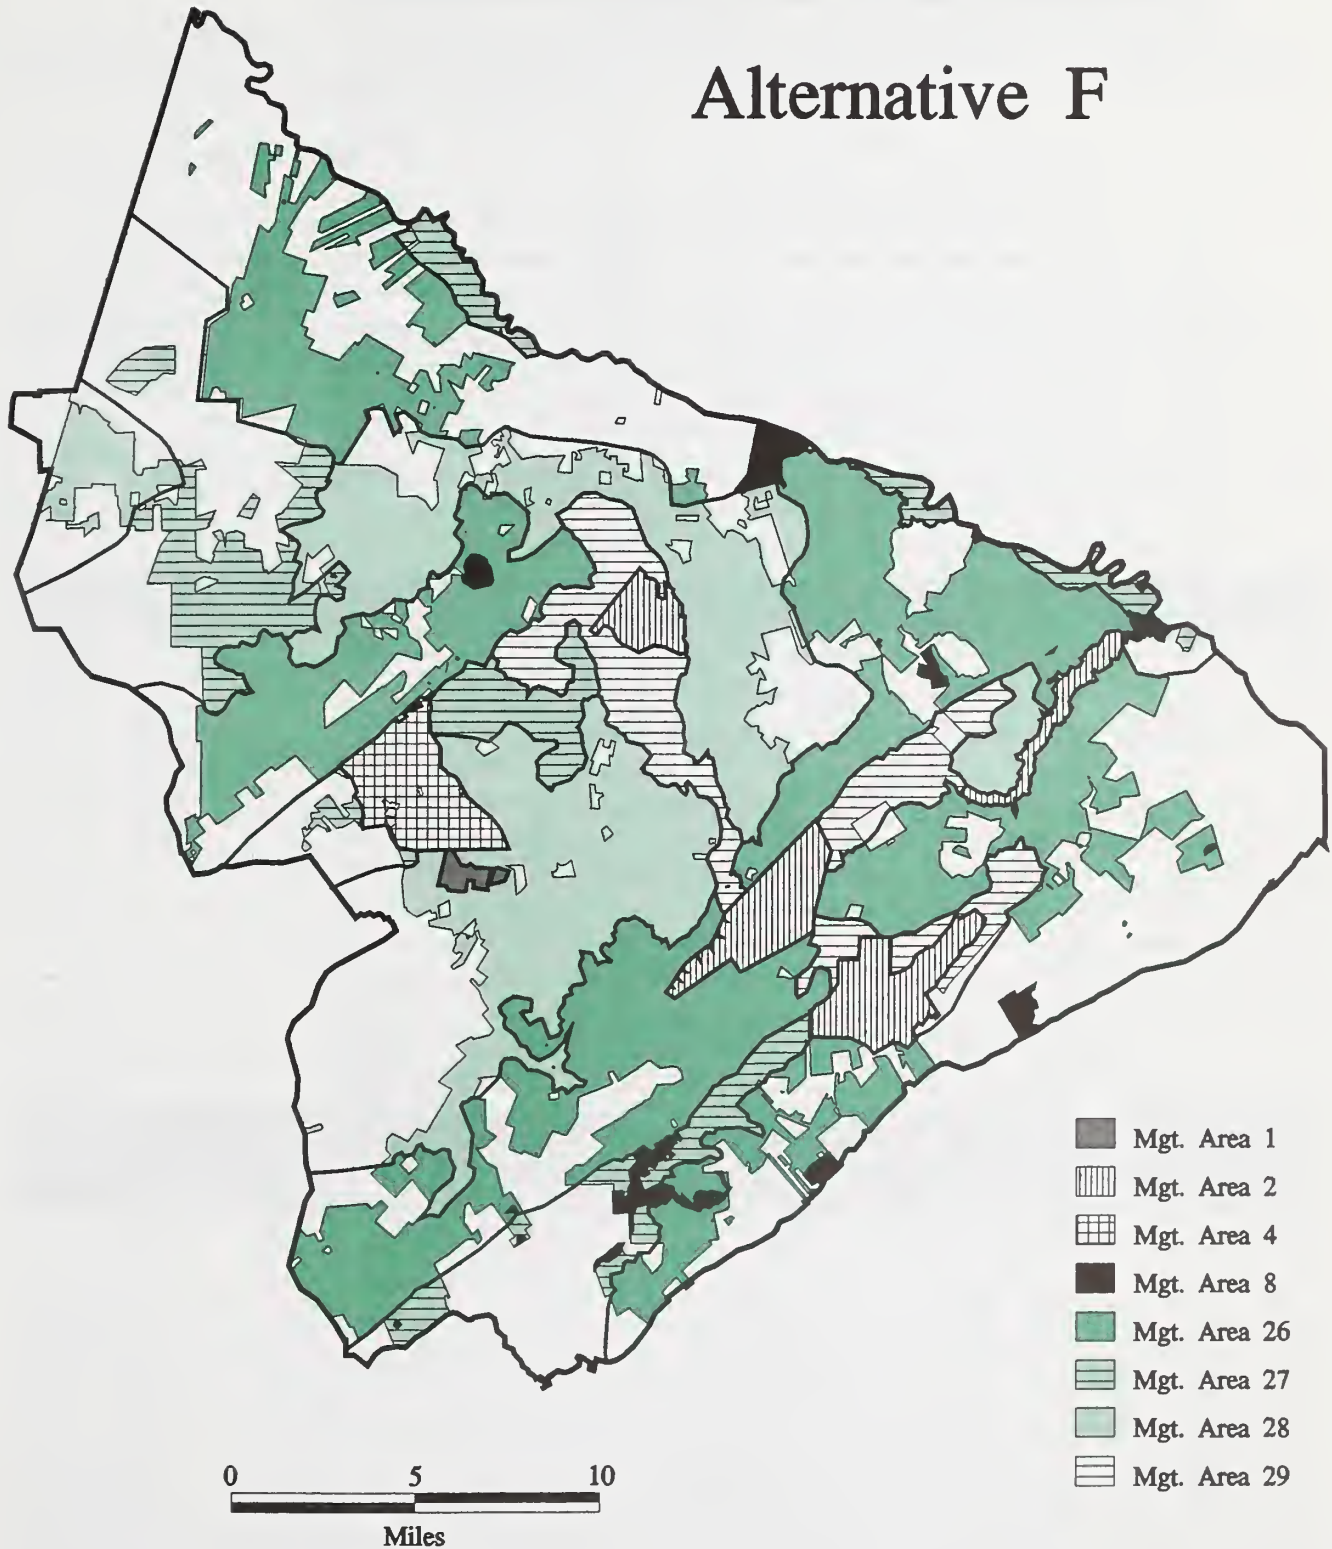 Alternative F
Mgt. Area 1
Mgt. Area 2
Mgt. Area 4
Mgt. Area 8
Mgt. Area 26
Mgt. Area 27
Mgt. Area 28
Mgt. Area 29
0 5 10
Miles